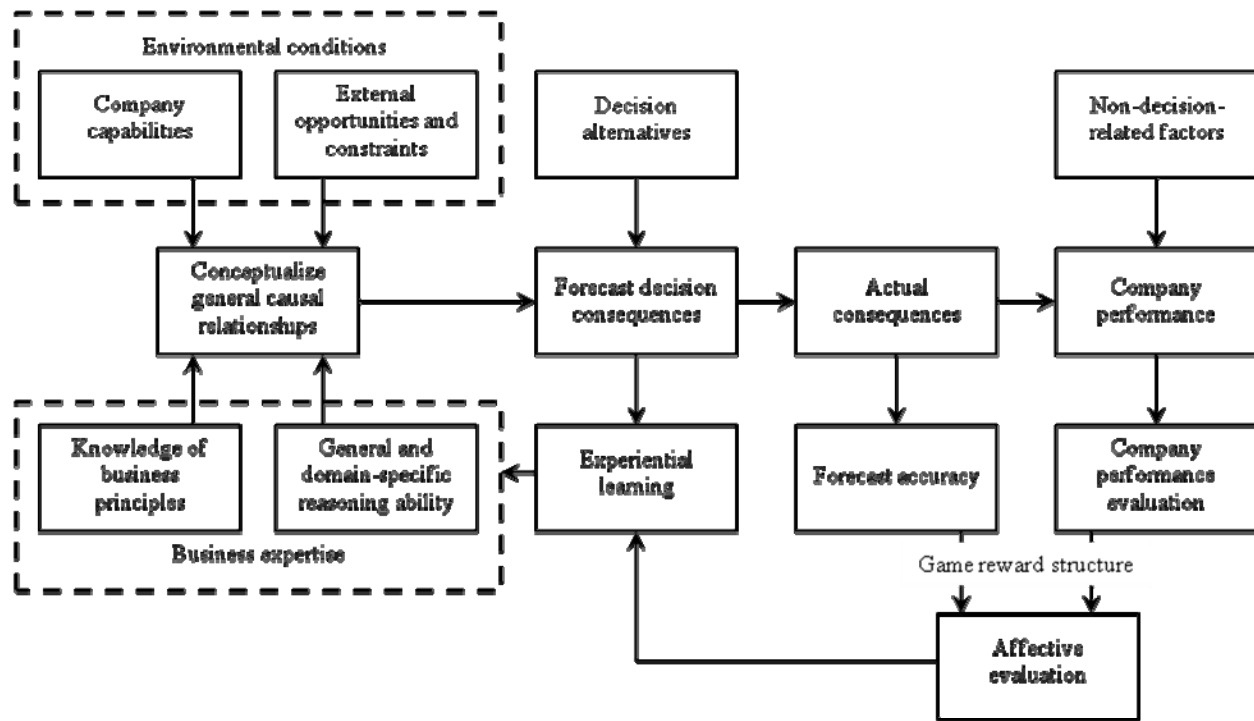 Environmental conditions
Company
capabilities
External
opportunities and
constraints
Decision
alternatives
Non-decision-
related factors
Conceptualize
general causal
relationships
Forecast decision
consequences
Actual
consequences
Company
performance
Knowledge of
business
principles
General and
domain-specific
reasoning ability
Business expertise
Experiential
learning
Forecast accuracy
Company
performance
evaluation
Game reward structure
Affective
evaluation